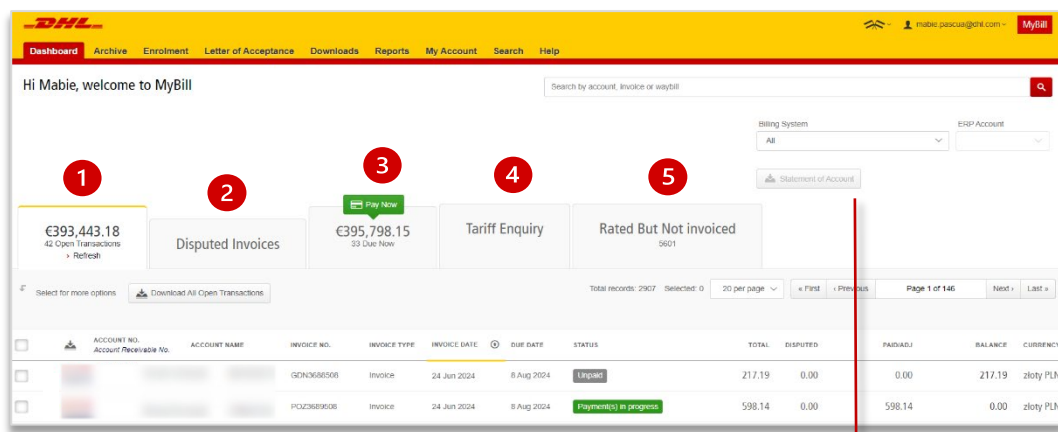 DHL
mabie.pascua@dhl.com
MyBill
Dashboard Archive Enrolment Letter of Acceptance Downloads Reports My Account Search Help
Hi Mabie, welcome to MyBill
Search by account, invoice or waybill
Billing System ERP Account
All
Statement of Account
1 2 3 4 5
Pay Now
€393,443.18
42 Open Transactions
› Refresh
Disputed Invoices
€395,798.15
33 Due Now
Tariff Enquiry
Rated But Not invoiced
5601
Select for more options Download All Open Transactions Total records: 2907 Selected: 0 20 per page « First ‹ Previous Page 1 of 146 Next › Last »
ACCOUNT NO.
Account Receivable No.
ACCOUNT NAME INVOICE NO. INVOICE TYPE INVOICE DATE DUE DATE STATUS TOTAL DISPUTED PAID/ADJ BALANCE CURRENCY
GDN3688508 Invoice 24 Jun 2024 8 Aug 2024 Unpaid 217.19 0.00 0.00 217.19 złoty PLN
POZ3689508 Invoice 24 Jun 2024 8 Aug 2024 Payment(s) in progress 598.14 0.00 598.14 0.00 złoty PLN